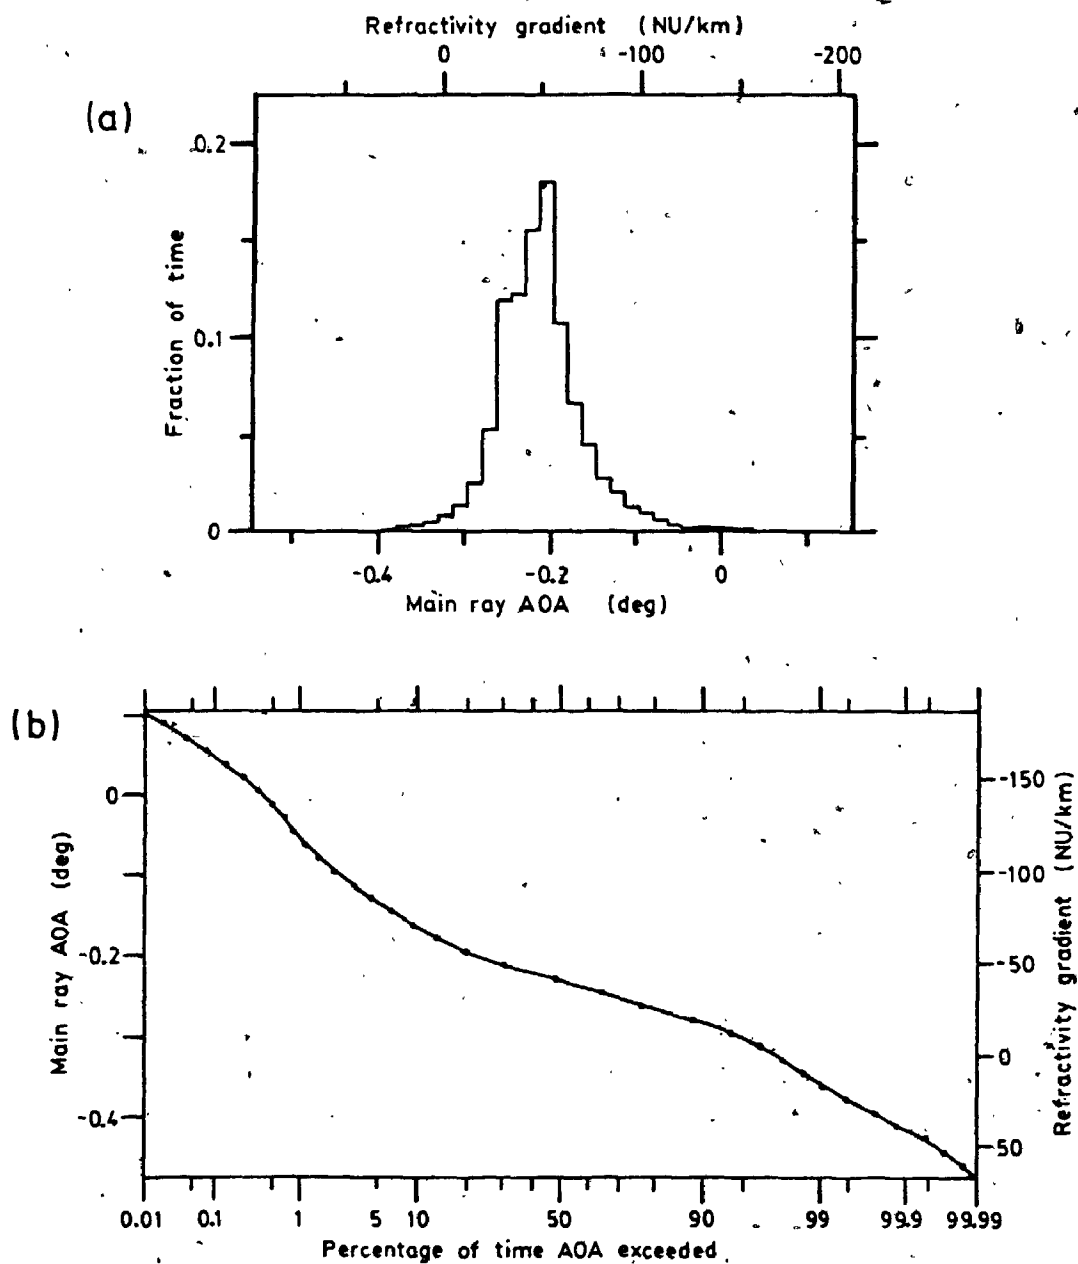 Refractivity gradient (NU/km)
0 -100 -200
(a)
0.2
0.1
0
Fraction of time
-0.4 -0.2 0
Main ray AOA (deg)
(b)
0
-0.2
-0.4
Main ray AOA (deg)
-150
-100
-50
0
50
Refractivity gradient (NU/km)
0.01 0.1 1 5 10 50 90 99 99.9 99.99
Percentage of time AOA exceeded